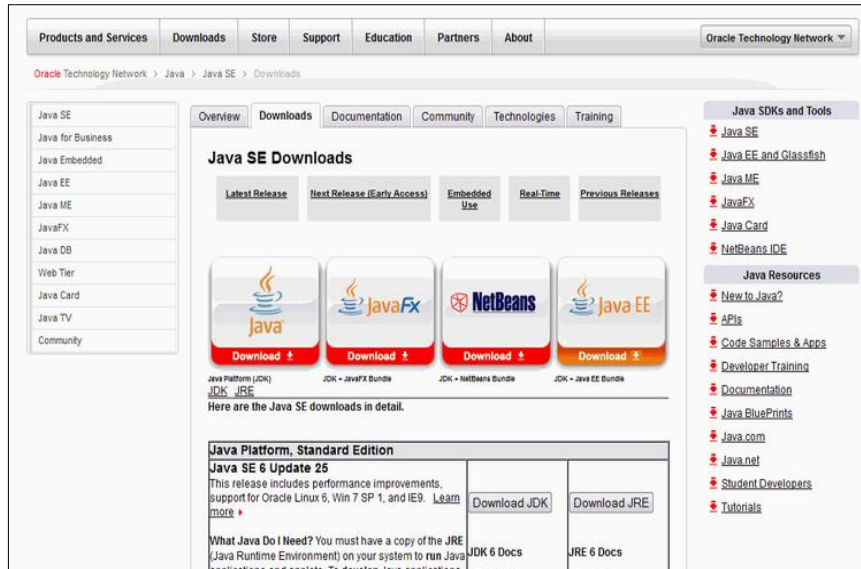 Products and Services Downloads Store Support Education Partners About Oracle Technology Network
Oracle Technology Network > Java > Java SE > Downloads
Java SE
Java for Business
Java Embedded
Java EE
Java ME
JavaFX
Java DB
Web Tier
Java Card
Java TV
Community
Overview Downloads Documentation Community Technologies Training
Java SE Downloads
Latest Release Next Release (Early Access) Embedded Use Real-Time Previous Releases
Java JavaFX NetBeans Java EE
Download Download Download Download
Java Platform (JDK) JDK + JavaFX Bundle JDK + NetBeans Bundle JDK + Java EE Bundle
JDK JRE
Here are the Java SE downloads in detail.
Java Platform, Standard Edition
Java SE 6 Update 25
This release includes performance improvements,
support for Oracle Linux 6, Win 7 SP 1, and IE9. Learn
more
Download JDK Download JRE
What Java Do I Need? You must have a copy of the JRE
(Java Runtime Environment) on your system to run Java
applications and applets. To develop Java applications
JDK 6 Docs JRE 6 Docs
Java SDKs and Tools
Java SE
Java EE and Glassfish
Java ME
JavaFX
Java Card
NetBeans IDE
Java Resources
New to Java?
APIs
Code Samples & Apps
Developer Training
Documentation
Java BluePrints
Java.com
Java.net
Student Developers
Tutorials